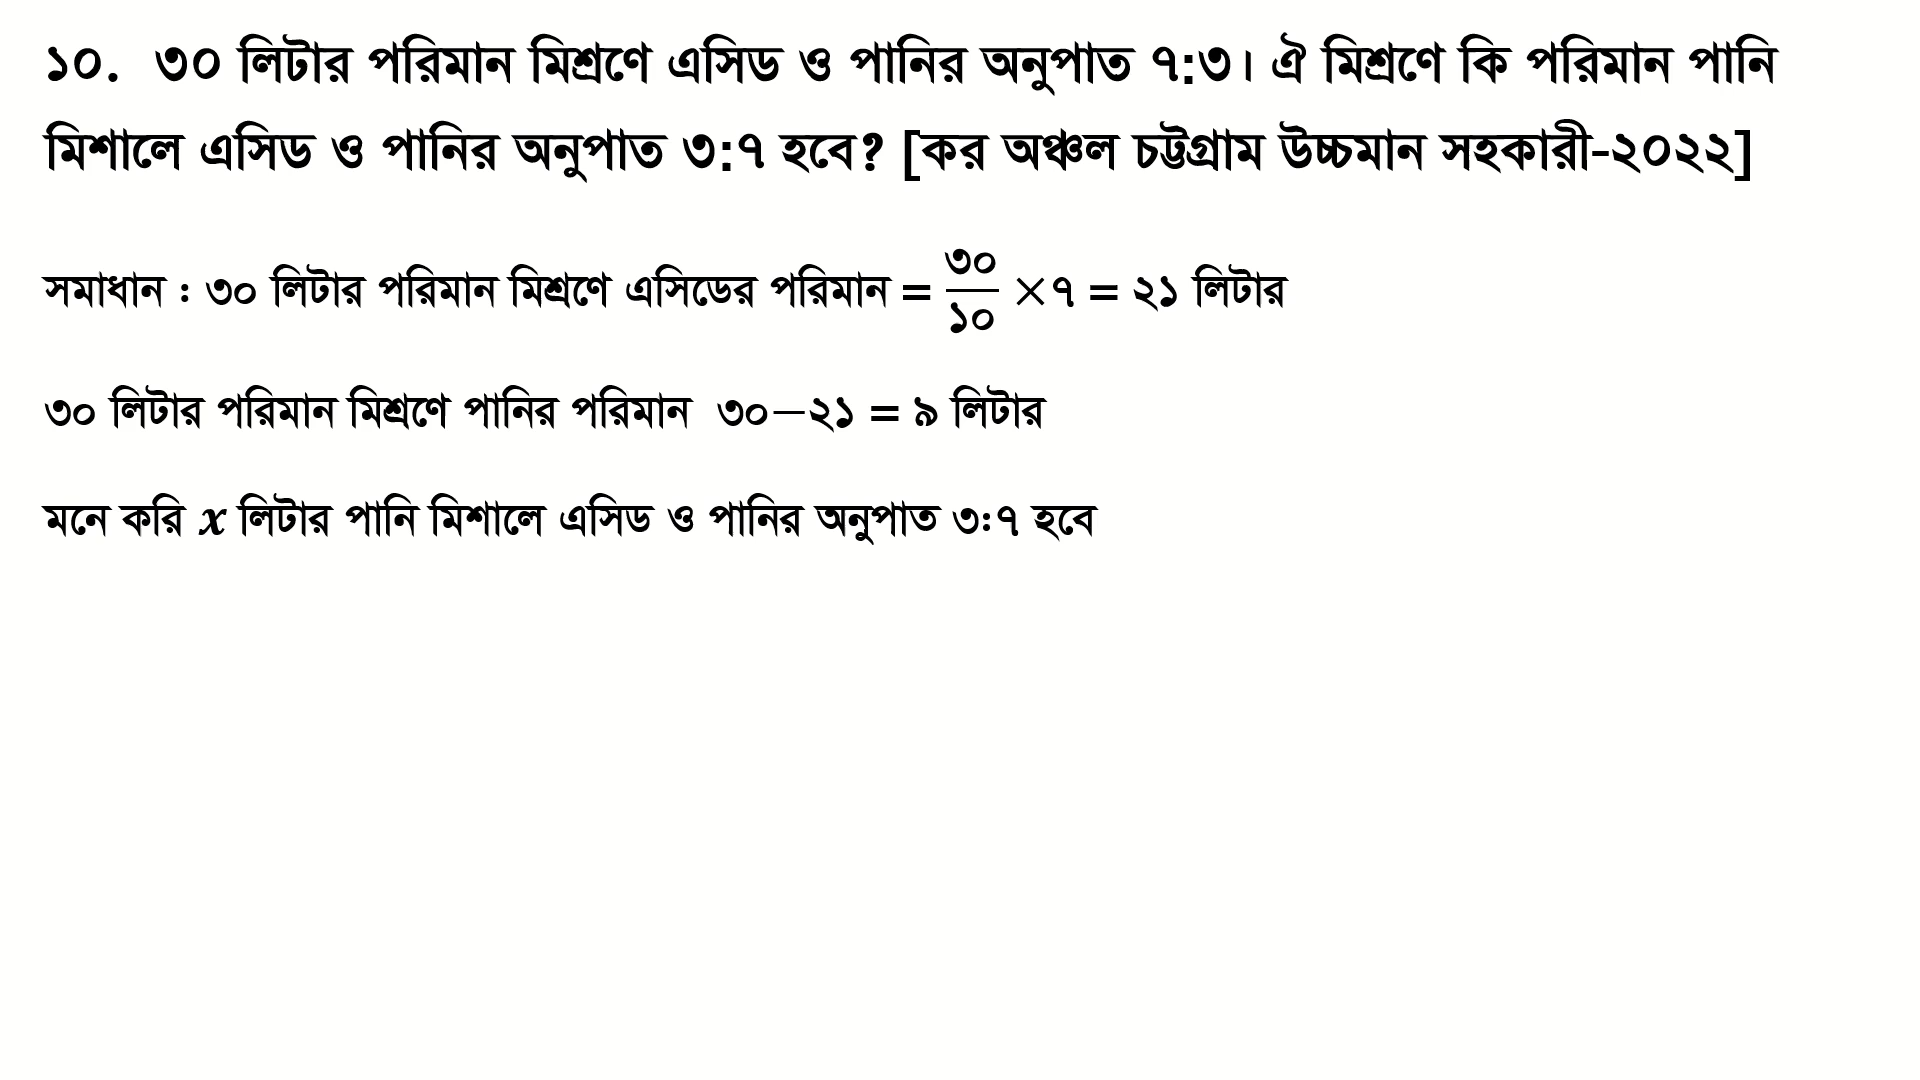 ১০. ৩০ লিটার পরিমান মিশ্রণে এসিড ও পানির অনুপাত ৭:৩। ঐ মিশ্রণে কি পরিমান পানি
মিশালে এসিড ও পানির অনুপাত ৩:৭ হবে? [কর অঞ্চল চট্টগ্রাম উচ্চমান সহকারী-২০২২]
সমাধান : ৩০ লিটার পরিমান মিশ্রণে এসিডের পরিমান = ৩০/১০ ×৭ = ২১ লিটার
৩০ লিটার পরিমান মিশ্রণে পানির পরিমান ৩০−২১ = ৯ লিটার
মনে করি x লিটার পানি মিশালে এসিড ও পানির অনুপাত ৩:৭ হবে